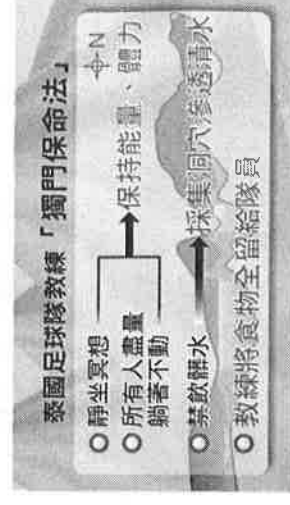 泰國足球隊教練「獨門保命法」
○靜坐冥想
○所有人盡量
躺著不動
保持能量、體力
N
○禁飲髒水
採集洞穴滲透清水
○教練將食物全留給隊員